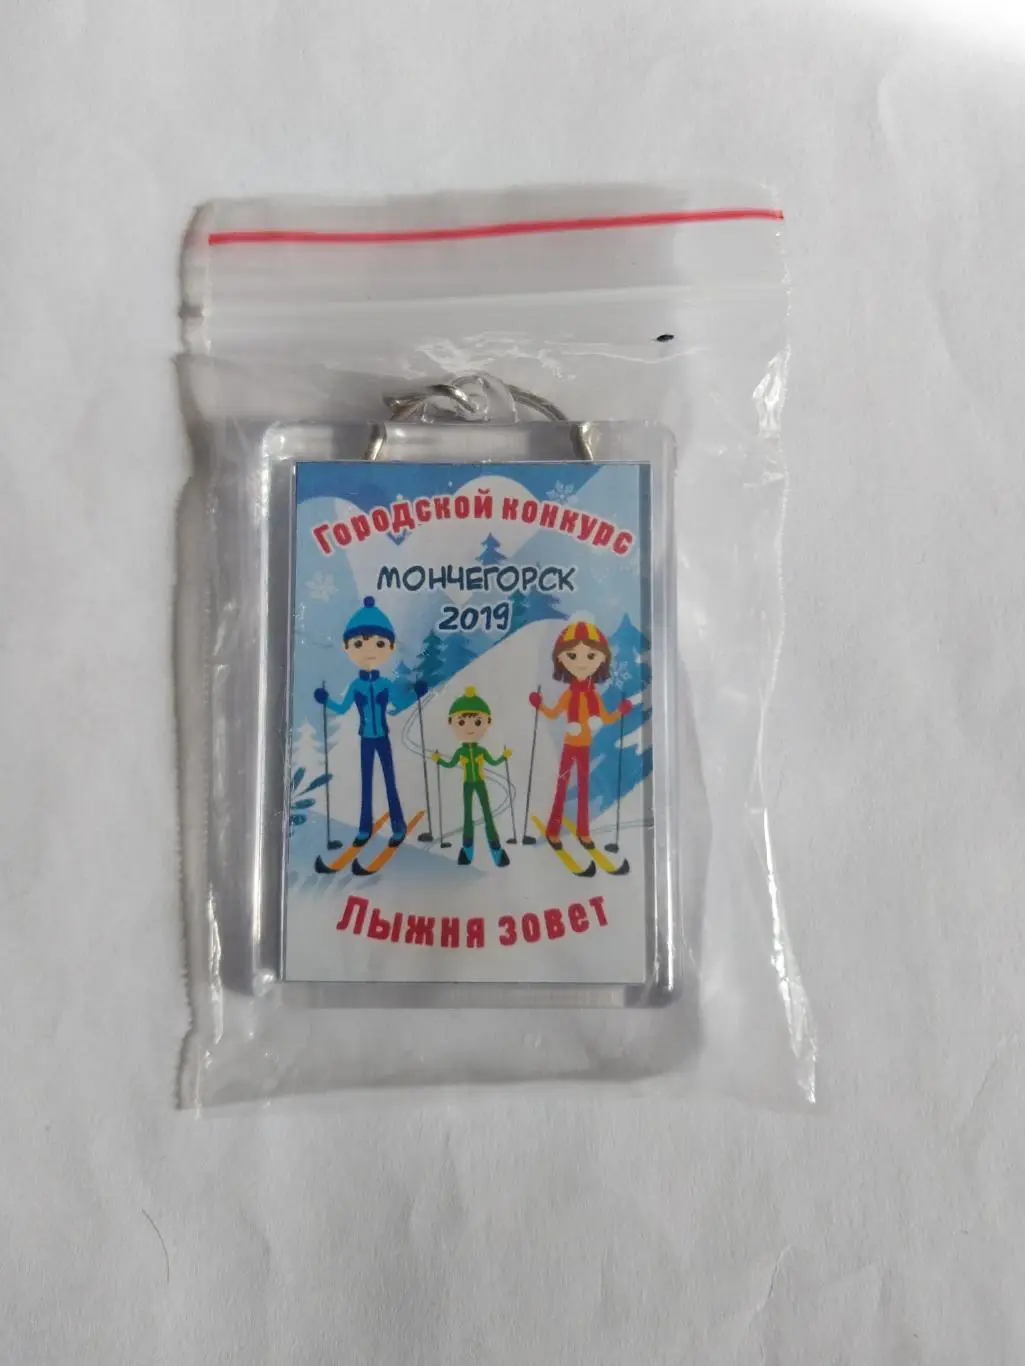 Городской конкурс
МОНЧЕГОРСК
2019
Лыжня зовет